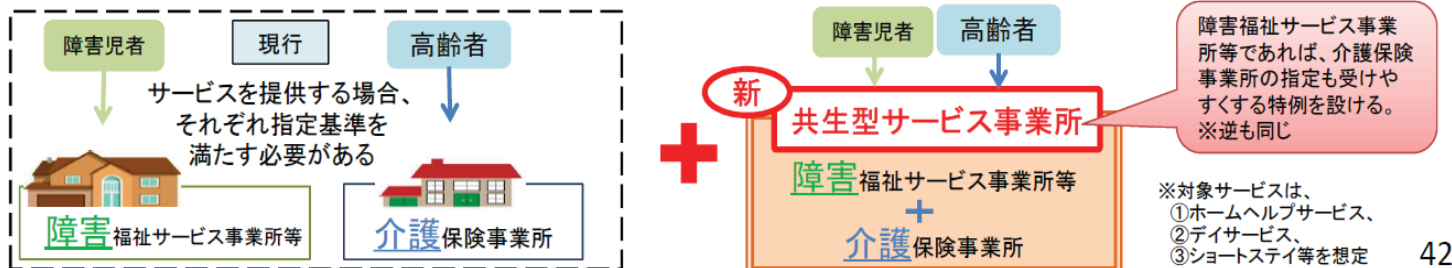 障害児者
現行
高齢者
サービスを提供する場合、
それぞれ指定基準を
満たす必要がある
障害福祉サービス事業所等
介護保険事業所
障害児者
高齢者
新
共生型サービス事業所
障害福祉サービス事業所等
+
介護保険事業所
障害福祉サービス事業
所等であれば、介護保険
事業所の指定も受けや
すくする特例を設ける。
※逆も同じ
※対象サービスは、
①ホームヘルプサービス、
②デイサービス、
③ショートステイ等を想定
42